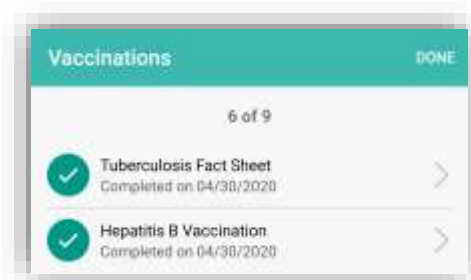 Vaccinations DONE
6 of 9
Tuberculosis Fact Sheet
Completed on 04/30/2020
Hepatitis B Vaccination
Completed on 04/30/2020